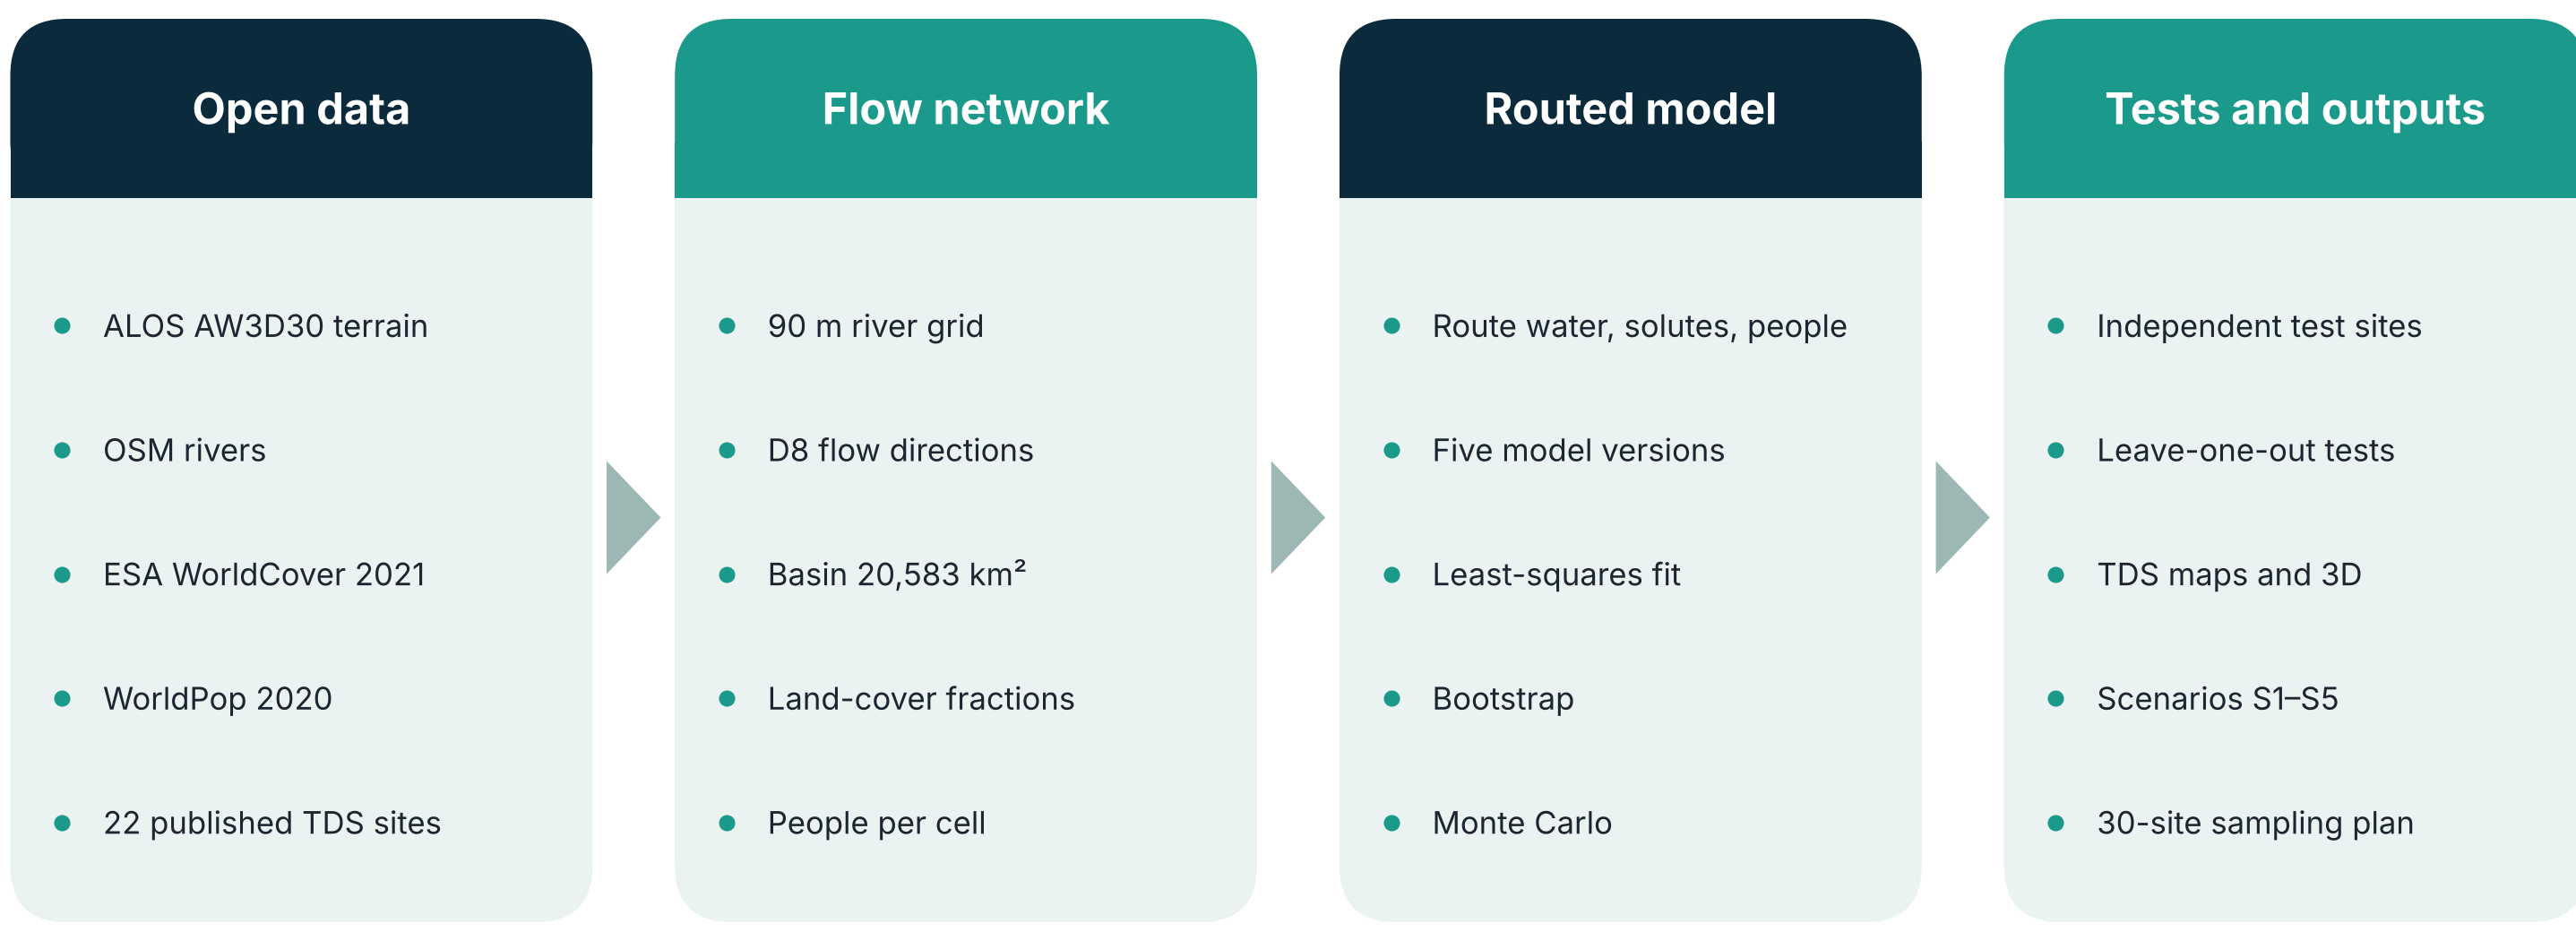 Open data
ALOS AW3D30 terrain
OSM rivers
ESA WorldCover 2021
WorldPop 2020
22 published TDS sites
Flow network
90 m river grid
D8 flow directions
Basin 20,583 km²
Land-cover fractions
People per cell
Routed model
Route water, solutes, people
Five model versions
Least-squares fit
Bootstrap
Monte Carlo
Tests and outputs
Independent test sites
Leave-one-out tests
TDS maps and 3D
Scenarios S1–S5
30-site sampling plan